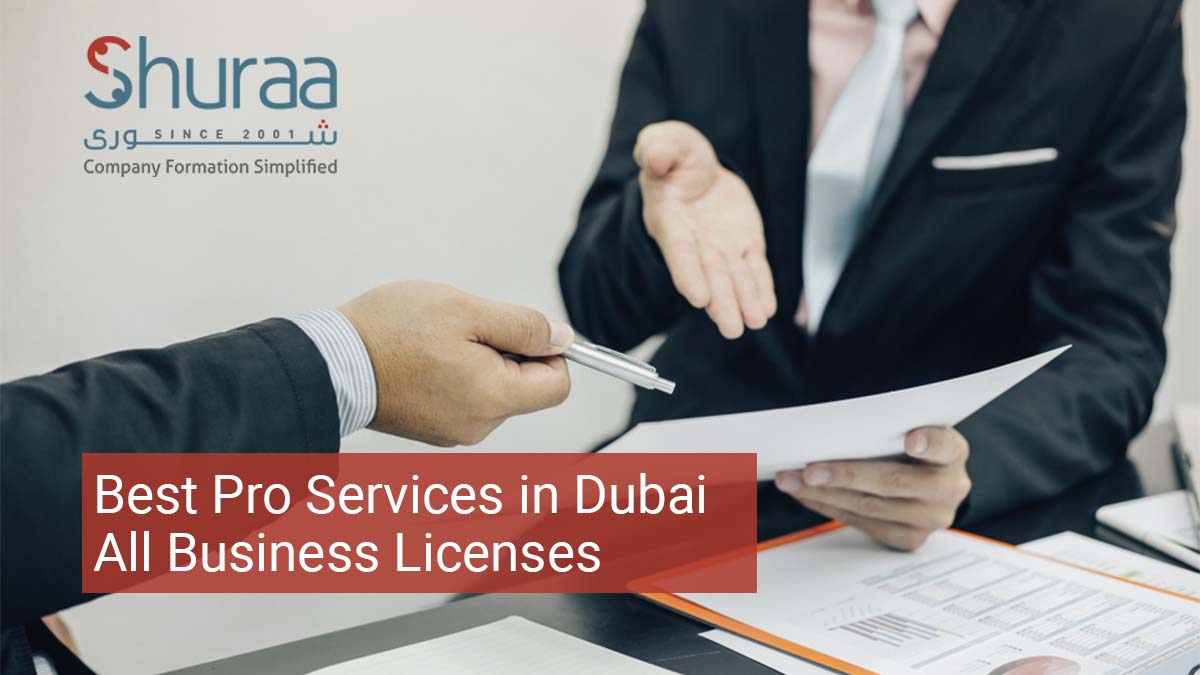 Shuraa
شورى
SINCE 2001
Company Formation Simplified
Best Pro Services in Dubai
All Business Licenses